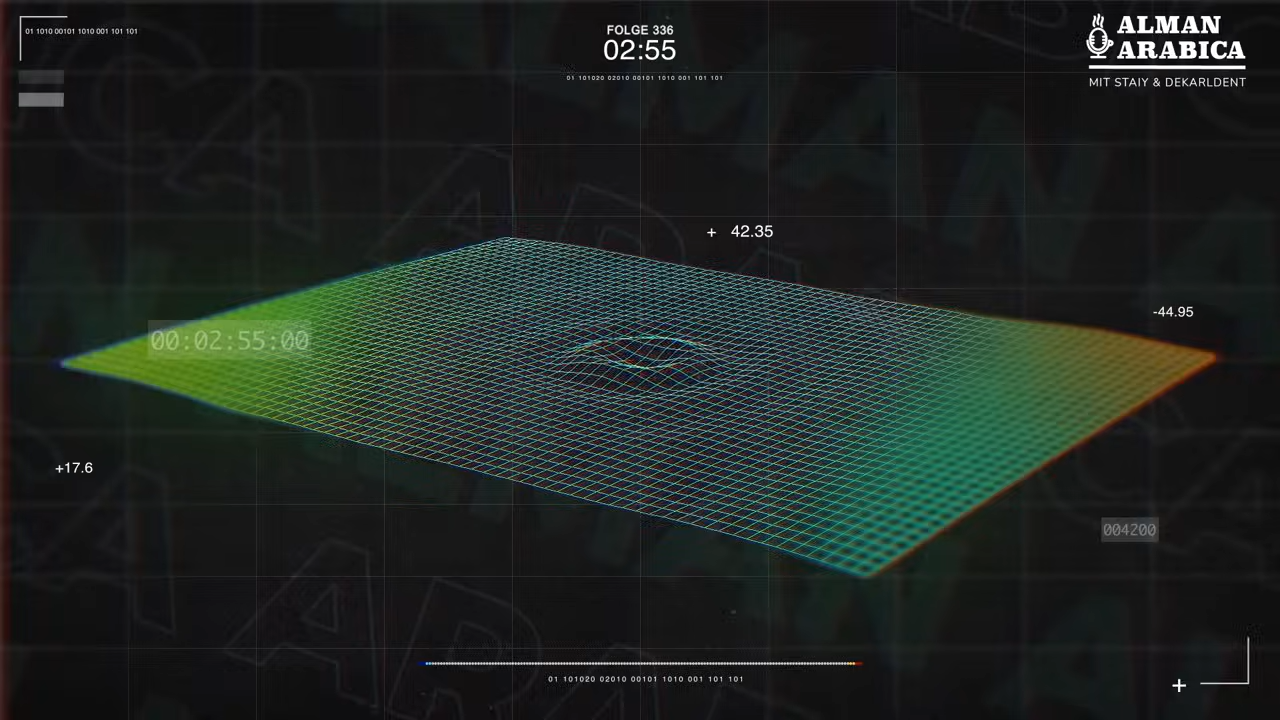 01 1010 00101 1010 001 101 101
FOLGE 336
02:55
01 101020 02010 00101 1010 001 101 101
ALMAN
ARABICA
MIT STAIY & DEKARLDENT
+ 42.35
-44.95
00:02:55:00
+17.6
004200
01 101020 02010 00101 1010 001 101 101
+